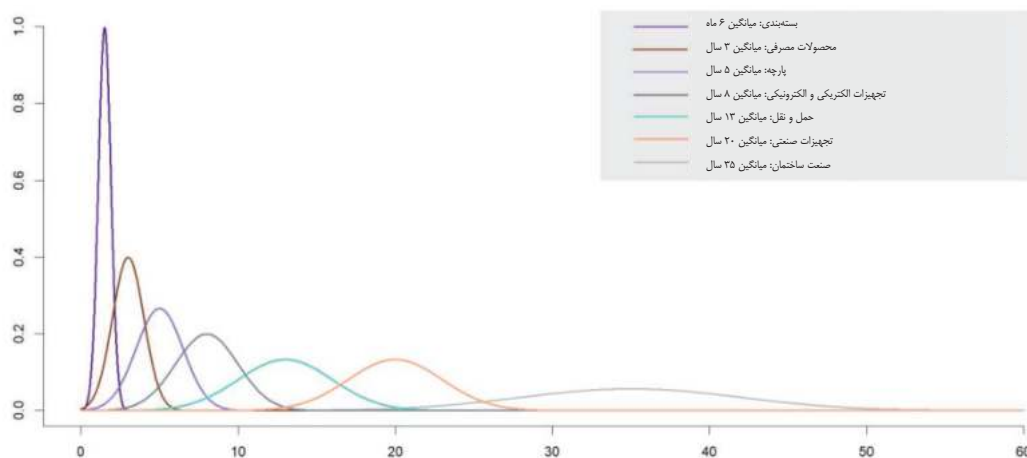 بسته‌بندی: میانگین ۶ ماه
محصولات مصرفی: میانگین ۳ سال
پارچه: میانگین ۵ سال
تجهیزات الکتریکی و الکترونیکی: میانگین ۸ سال
حمل و نقل: میانگین ۱۳ سال
تجهیزات صنعتی: میانگین ۲۰ سال
صنعت ساختمان: میانگین ۳۵ سال
1.0
0.8
0.6
0.4
0.2
0.0
0 10 20 30 40 50 60